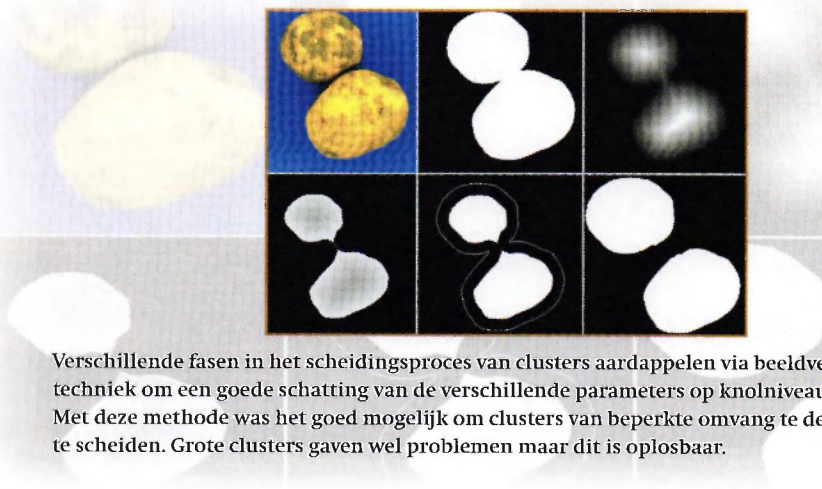 Verschillende fasen in het scheidingsproces van clusters aardappelen via
techniek om een goede schatting van de verschillende parameters op knolniveau
Met deze methode was het goed mogelijk om clusters van beperkte omvang te
te scheiden. Grote clusters gaven wel problemen maar dit is oplosbaar.